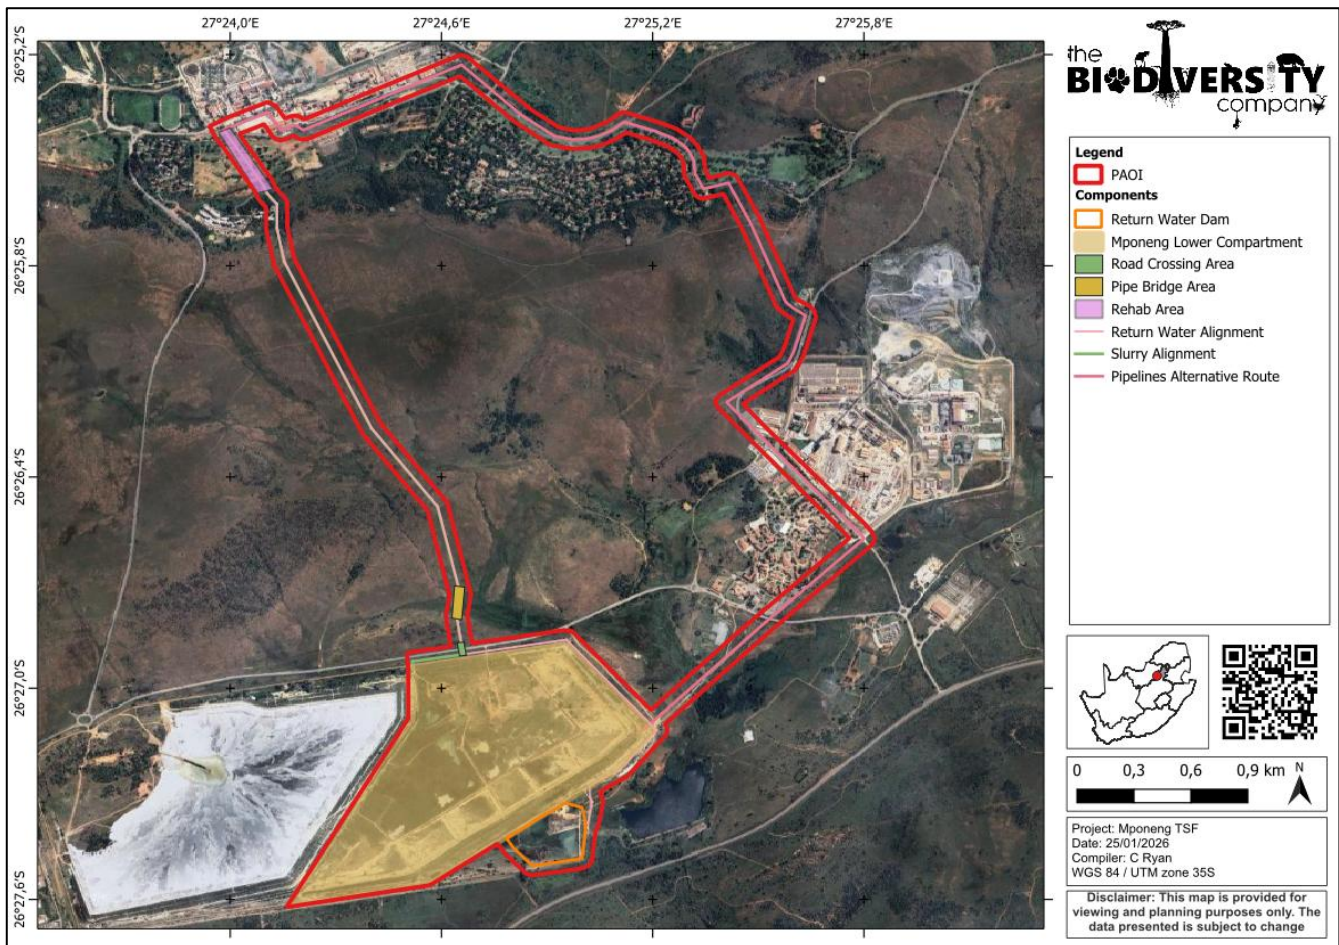 27°24,0'E
27°24,6'E
27°25,2'E
27°25,8'E
26°25,2'S
26°25,8'S
26°26,4'S
26°27,0'S
26°27,6'S
the
BIODIVERSITY
company
Legend
PAOI
Components
Return Water Dam
Mponeng Lower Compartment
Road Crossing Area
Pipe Bridge Area
Rehab Area
Return Water Alignment
Slurry Alignment
Pipelines Alternative Route
0 0,3 0,6 0,9 km N
Project: Mponeng TSF
Date: 25/01/2026
Compiler: C Ryan
WGS 84 / UTM zone 35S
Disclaimer: This map is provided for
viewing and planning purposes only. The
data presented is subject to change